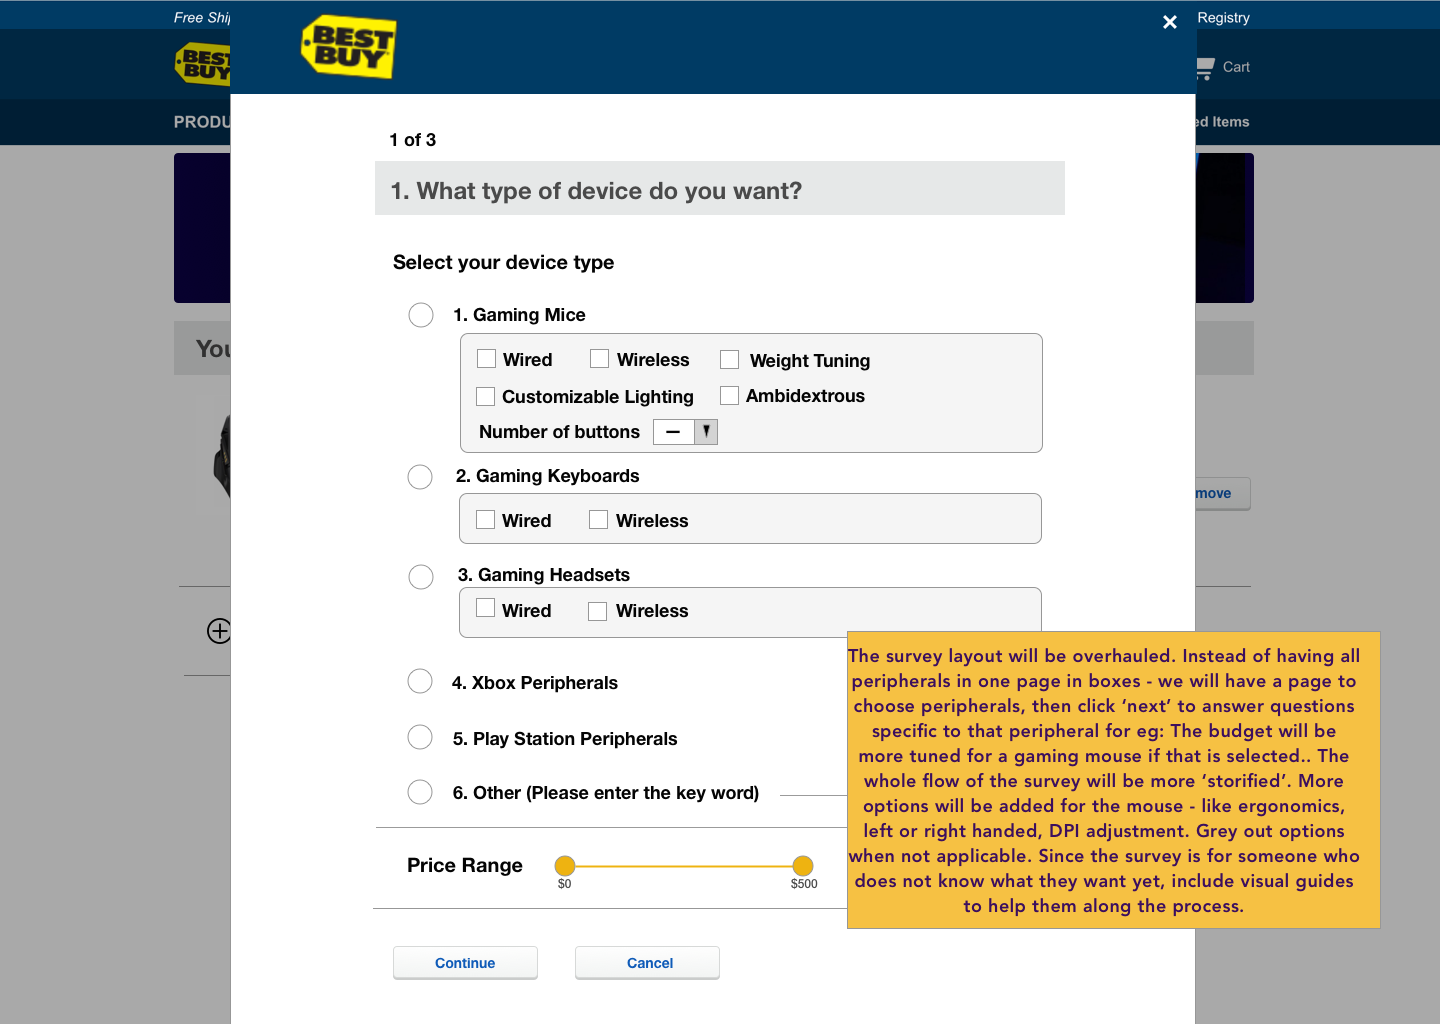 Free Ship
BEST BUY
Registry
BEST BUY
Cart
PRODU
ed Items
1 of 3
1. What type of device do you want?
Select your device type
You
1. Gaming Mice
Wired Wireless Weight Tuning
Customizable Lighting Ambidextrous
Number of buttons –
2. Gaming Keyboards
move
Wired Wireless
3. Gaming Headsets
Wired Wireless
4. Xbox Peripherals
5. Play Station Peripherals
6. Other (Please enter the key word)
Price Range
$0 $500
Continue Cancel
The survey layout will be overhauled. Instead of having all
peripherals in one page in boxes - we will have a page to
choose peripherals, then click ‘next’ to answer questions
specific to that peripheral for eg: The budget will be
more tuned for a gaming mouse if that is selected.. The
whole flow of the survey will be more ‘storified’. More
options will be added for the mouse - like ergonomics,
left or right handed, DPI adjustment. Grey out options
when not applicable. Since the survey is for someone who
does not know what they want yet, include visual guides
to help them along the process.